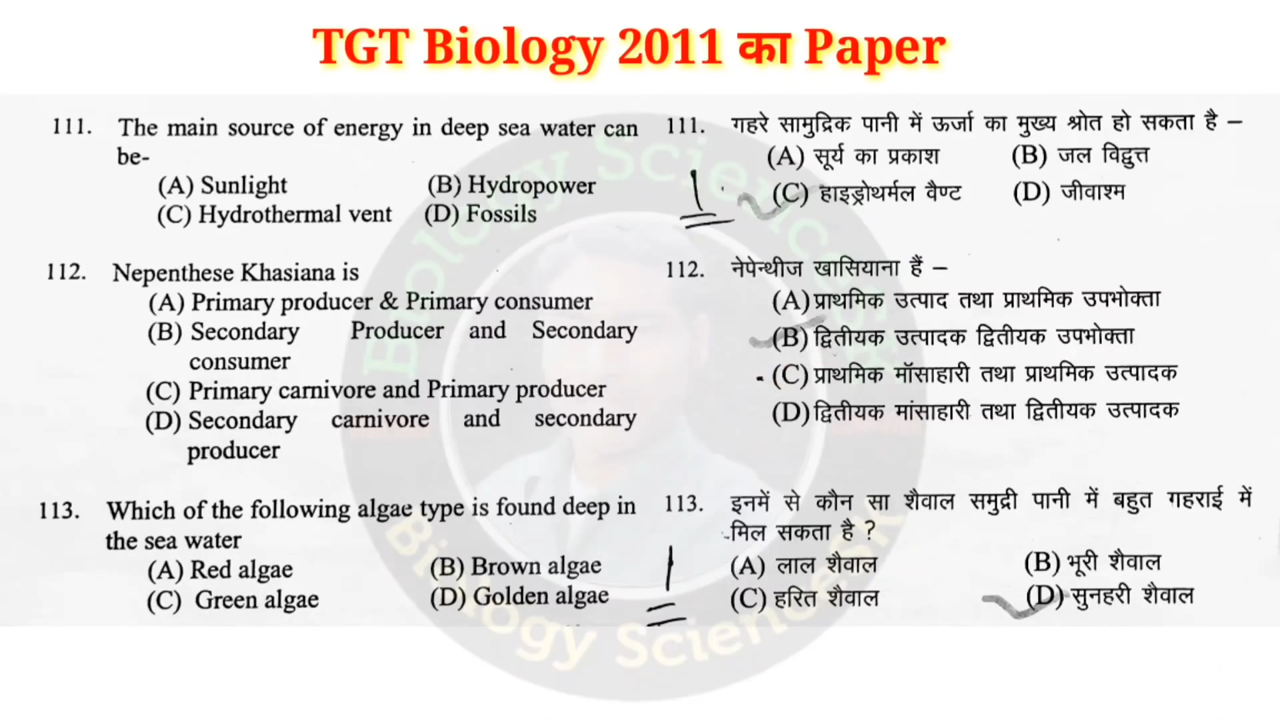 TGT Biology 2011 का Paper
111. The main source of energy in deep sea water can
be-
(A) Sunlight (B) Hydropower
(C) Hydrothermal vent (D) Fossils
112. Nepenthese Khasiana is
(A) Primary producer & Primary consumer
(B) Secondary Producer and Secondary
consumer
(C) Primary carnivore and Primary producer
(D) Secondary carnivore and secondary
producer
113. Which of the following algae type is found deep in
the sea water
(A) Red algae (B) Brown algae
(C) Green algae (D) Golden algae
111. गहरे सामुद्रिक पानी में ऊर्जा का मुख्य श्रोत हो सकता है –
(A) सूर्य का प्रकाश (B) जल विद्युत्त
(C) हाइड्रोथर्मल वैण्ट (D) जीवाश्म
112. नेपेन्थीज खासियाना हैं –
(A) प्राथमिक उत्पाद तथा प्राथमिक उपभोक्ता
(B) द्वितीयक उत्पादक द्वितीयक उपभोक्ता
(C) प्राथमिक मॉसाहारी तथा प्राथमिक उत्पादक
(D) द्वितीयक मांसाहारी तथा द्वितीयक उत्पादक
113. इनमें से कौन सा शैवाल समुद्री पानी में बहुत गहराई में
मिल सकता है ?
(A) लाल शैवाल (B) भूरी शैवाल
(C) हरित शैवाल (D) सुनहरी शैवाल
Biology Science
Biology Science